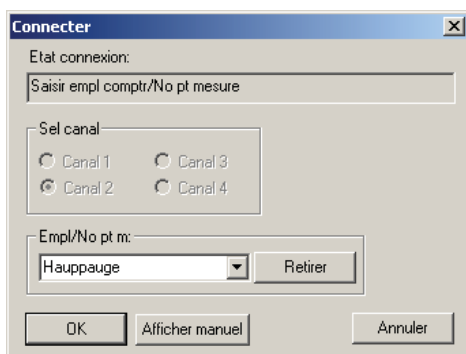 Connecter
Etat connexion:
Saisir empl comptr/No pt mesure
Sel canal
Canal 1 Canal 3
Canal 2 Canal 4
Empl/No pt m:
Hauppauge Retirer
OK Afficher manuel Annuler